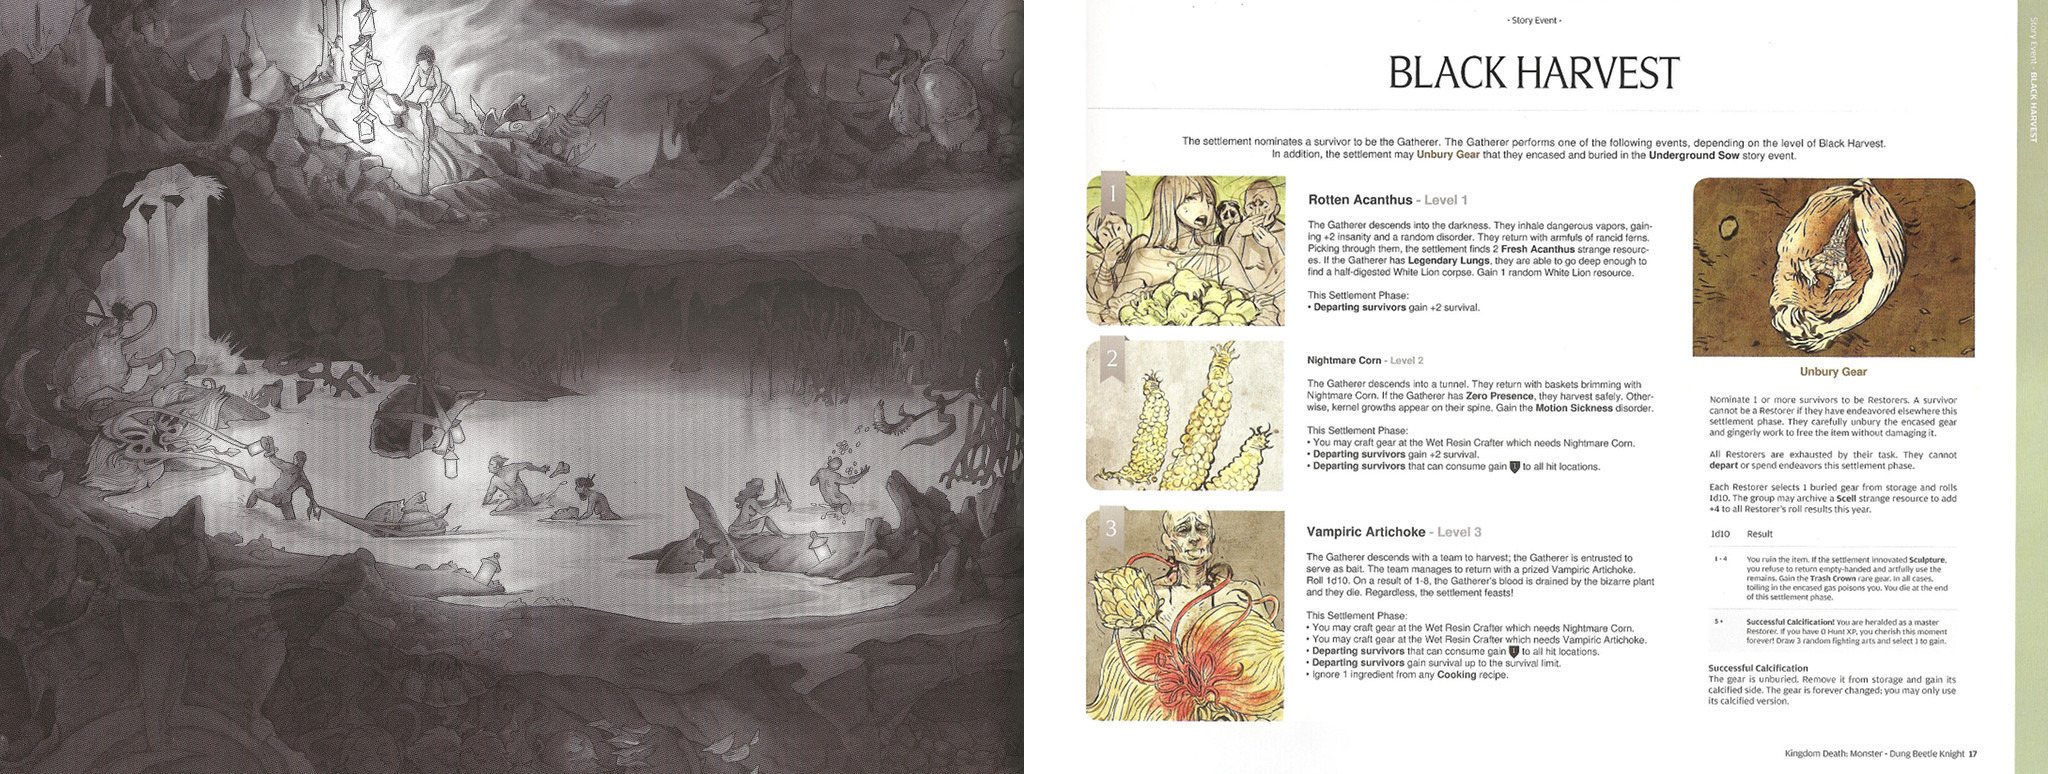 - Story Event -
BLACK HARVEST
The settlement nominates a survivor to be the Gatherer. The Gatherer performs one of the following events, depending on the level of Black Harvest.
In addition, the settlement may Unbury Gear that they encased and buried in the Underground Sow story event.
1
Rotten Acanthus - Level 1
The Gatherer descends into the darkness. They inhale dangerous vapors, gain-
ing +2 insanity and a random disorder. They return with armfuls of rancid ferns.
Picking through them, the settlement finds 2 Fresh Acanthus strange resourc-
es. If the Gatherer has Legendary Lungs, they are able to go deep enough to
find a half-digested White Lion corpse. Gain 1 random White Lion resource.
This Settlement Phase:
• Departing survivors gain +2 survival.
2
Nightmare Corn - Level 2
The Gatherer descends into a tunnel. They return with baskets brimming with
Nightmare Corn. If the Gatherer has Zero Presence, they harvest safely. Other-
wise, kernel growths appear on their spine. Gain the Motion Sickness disorder.
This Settlement Phase:
• You may craft gear at the Wet Resin Crafter which needs Nightmare Corn.
• Departing survivors gain +2 survival.
• Departing survivors that can consume gain 1 to all hit locations.
3
Vampiric Artichoke - Level 3
The Gatherer descends with a team to harvest; the Gatherer is entrusted to
serve as bait. The team manages to return with a prized Vampiric Artichoke.
Roll 1d10. On a result of 1-8, the Gatherer's blood is drained by the bizarre plant
and they die. Regardless, the settlement feasts!
This Settlement Phase:
• You may craft gear at the Wet Resin Crafter which needs Nightmare Corn.
• You may craft gear at the Wet Resin Crafter which needs Vampiric Artichoke.
• Departing survivors that can consume gain 1 to all hit locations.
• Departing survivors gain survival up to the survival limit.
• Ignore 1 ingredient from any Cooking recipe.
Unbury Gear
Nominate 1 or more survivors to be Restorers. A survivor
cannot be a Restorer if they have endeavored elsewhere this
settlement phase. They carefully unbury the encased gear
and gingerly work to free the item without damaging it.
All Restorers are exhausted by their task. They cannot
depart or spend endeavors this settlement phase.
Each Restorer selects 1 buried gear from storage and rolls
1d10. The group may archive a Scell strange resource to add
+4 to all Restorer's roll results this year.
1d10 Result
1 - 4 You ruin the item. If the settlement innovated Sculpture,
you refuse to return empty-handed and artfully use the
remains. Gain the Trash Crown rare gear. In all cases,
toiling in the encased gas poisons you. You die at the end
of this settlement phase.
5+ Successful Calcification! You are heralded as a master
Restorer. If you have 0 Hunt XP, you cherish this moment
forever! Draw 3 random fighting arts and select 1 to gain.
Successful Calcification
The gear is unburied. Remove it from storage and gain its
calcified side. The gear is forever changed; you may only use
its calcified version.
Kingdom Death: Monster - Dung Beetle Knight 17
Story Event - BLACK HARVEST